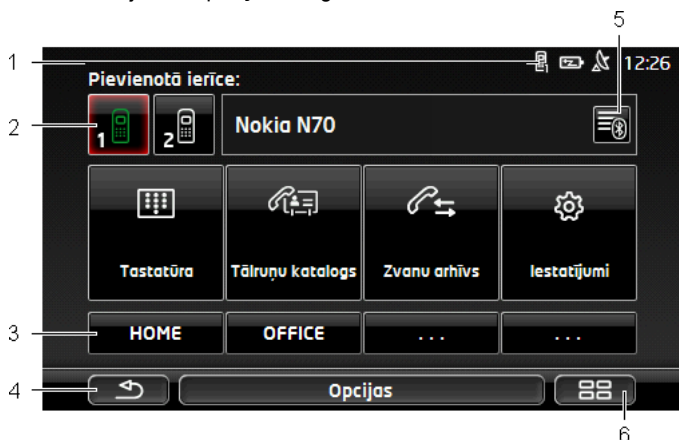 5
1
12:26
Pievienotā ierīce:
2
1
2
Nokia N70
Tastatūra
Tālruņu katalogs
Zvanu arhīvs
Iestatījumi
3
HOME
OFFICE
...
...
4
Opcijas
6